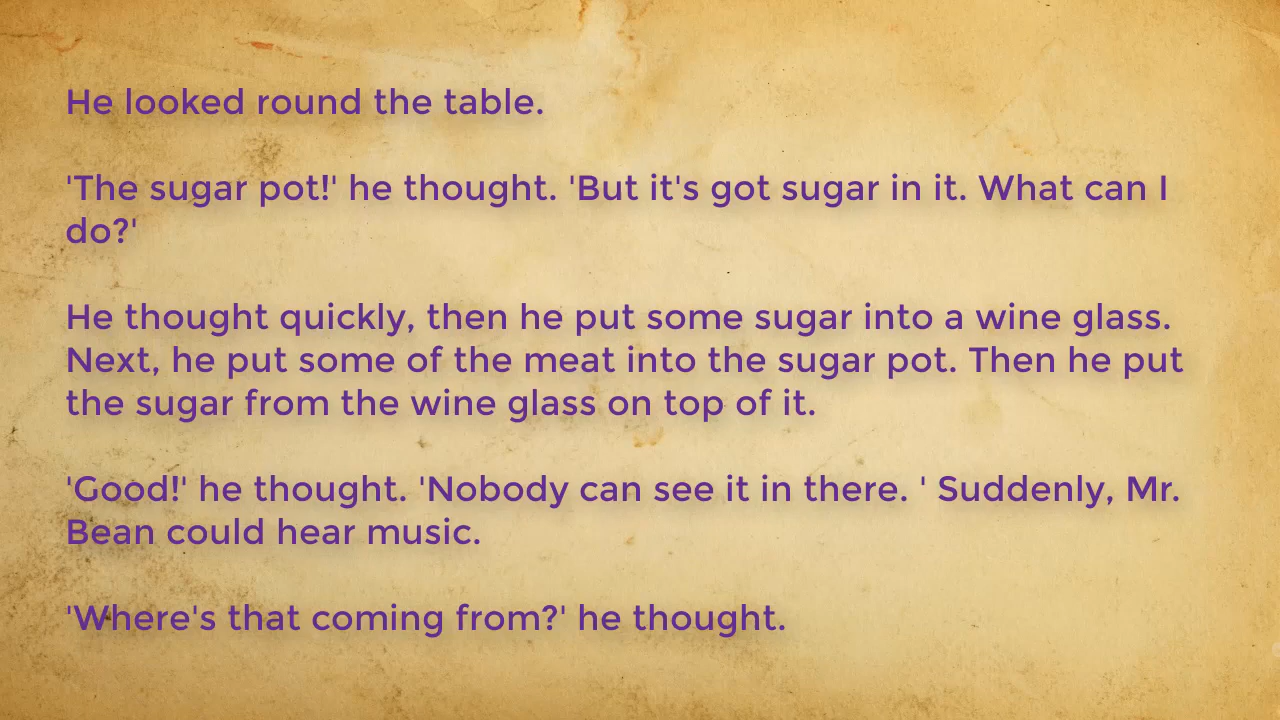 He looked round the table.
'The sugar pot!' he thought. 'But it's got sugar in it. What can I
do?'
He thought quickly, then he put some sugar into a wine glass.
Next, he put some of the meat into the sugar pot. Then he put
the sugar from the wine glass on top of it.
'Good!' he thought. 'Nobody can see it in there. ' Suddenly, Mr.
Bean could hear music.
'Where's that coming from?' he thought.